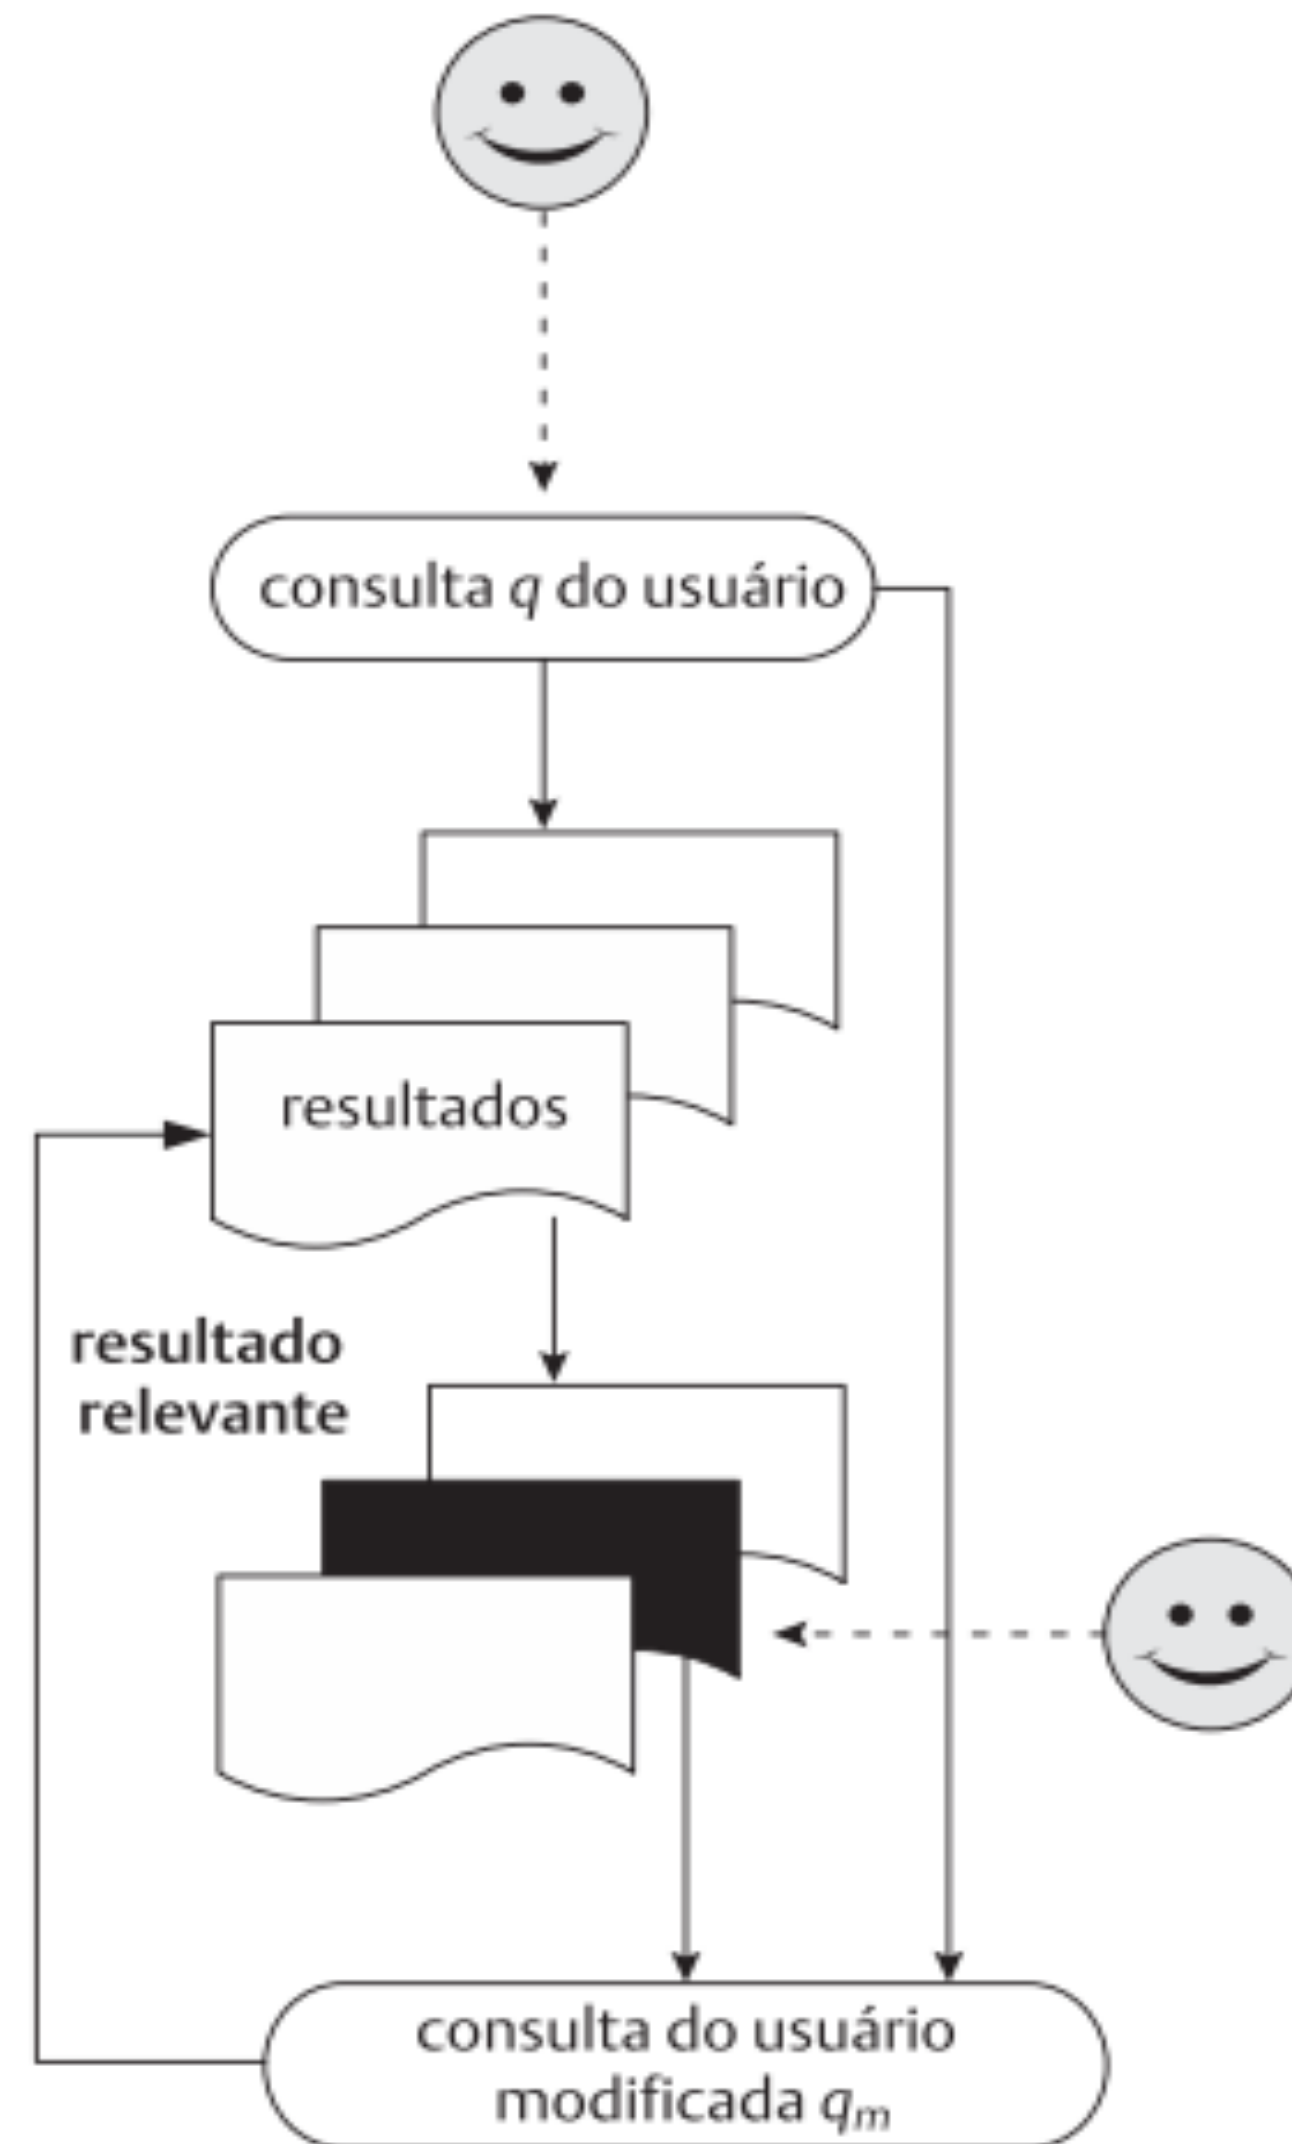 consulta q do usuário
resultados
resultado
relevante
consulta do usuário
modificada qm